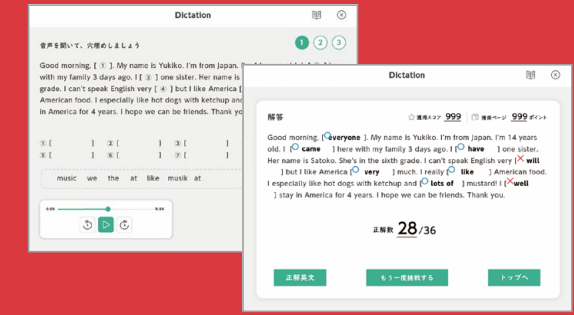 Dictation
音声を聞いて、穴埋めしましょう
1 2 3
Good morning, [ ① ]. My name is Yukiko. I'm from Japan.
with my family 3 days ago. I [ ③ ] one sister. Her name is
grade. I can't speak English very [ ④ ] but I like America [
American food. I especially like hot dogs with ketchup and
in America for 4 years. I hope we can be friends. Thank yo
① [ ] ② [ ] ③ [ ]
⑤ [ ] ⑥ [ ] ⑦ [ ]
music we the at like musik at
Dictation
解答
獲得スコア 999 獲得ページ 999 ポイント
Good morning, [ everyone ]. My name is Yukiko. I'm from Japan. I'm 14 years
old. I [ came ] here with my family 3 days ago. I [ have ] one sister.
Her name is Satoko. She's in the sixth grade. I can't speak English very [ will
] but I like America [ very ] much. I really [ like ] American food.
I especially like hot dogs with ketchup and [ lots of ] mustard! I [ well
] stay in America for 4 years. I hope we can be friends. Thank you.
正解数 28/36
正解英文 もう一度挑戦する トップへ